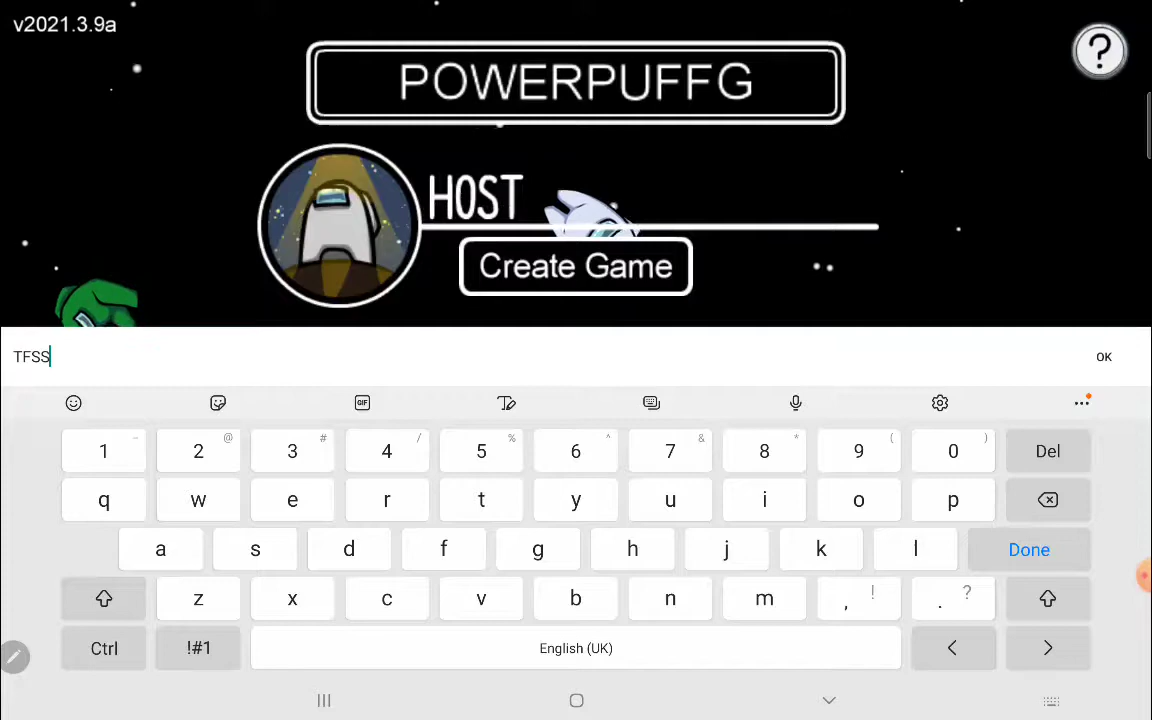 v2021.3.9a
?
POWERPUFFG
HOST
Create Game
TFSS
OK
GIF
1 - 2 @ 3 # 4 / 5 % 6 ^ 7 & 8 * 9 ( 0 ) Del
q w e r t y u i o p
a s d f g h j k l Done
z x c v b n m , ! . ?
Ctrl !#1 English (UK) < >